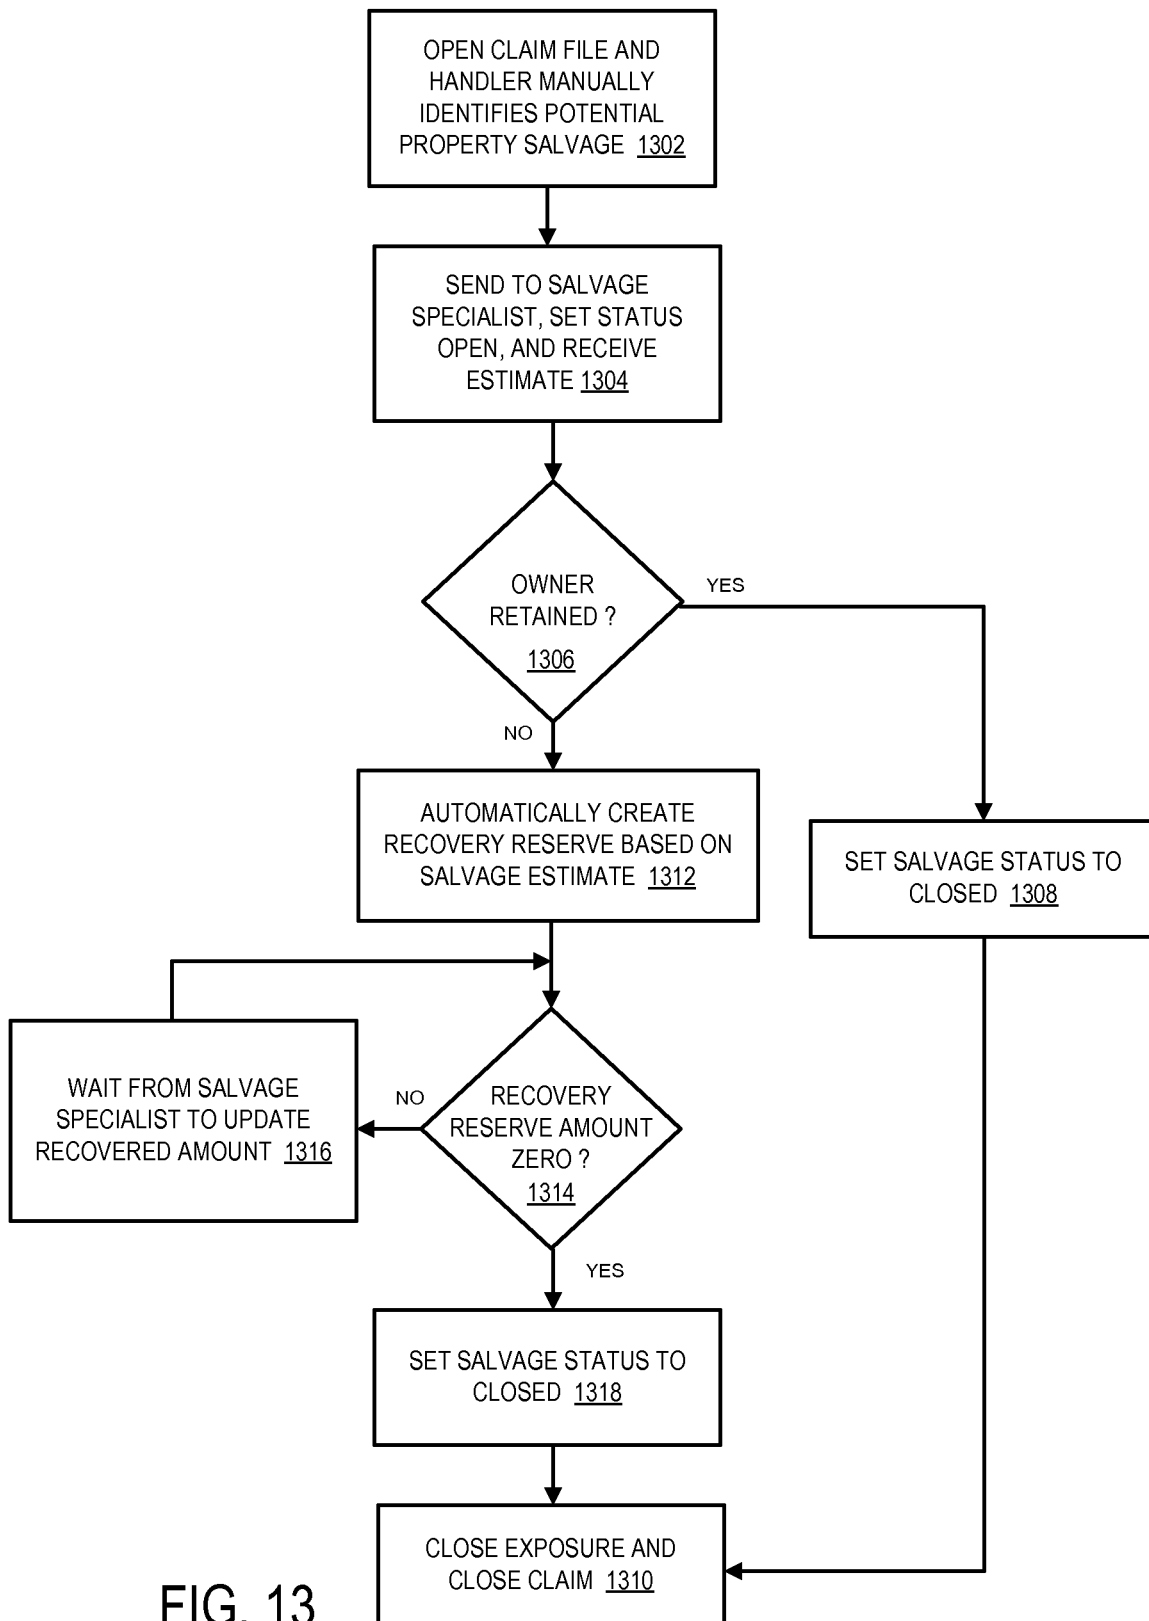 OPEN CLAIM FILE AND
HANDLER MANUALLY
IDENTIFIES POTENTIAL
PROPERTY SALVAGE 1302
SEND TO SALVAGE
SPECIALIST, SET STATUS
OPEN, AND RECEIVE
ESTIMATE 1304
OWNER
RETAINED ?
1306
YES
NO
AUTOMATICALLY CREATE
RECOVERY RESERVE BASED ON
SALVAGE ESTIMATE 1312
SET SALVAGE STATUS TO
CLOSED 1308
WAIT FROM SALVAGE
SPECIALIST TO UPDATE
RECOVERED AMOUNT 1316
NO
RECOVERY
RESERVE AMOUNT
ZERO ?
1314
YES
SET SALVAGE STATUS TO
CLOSED 1318
CLOSE EXPOSURE AND
CLOSE CLAIM 1310
FIG. 13